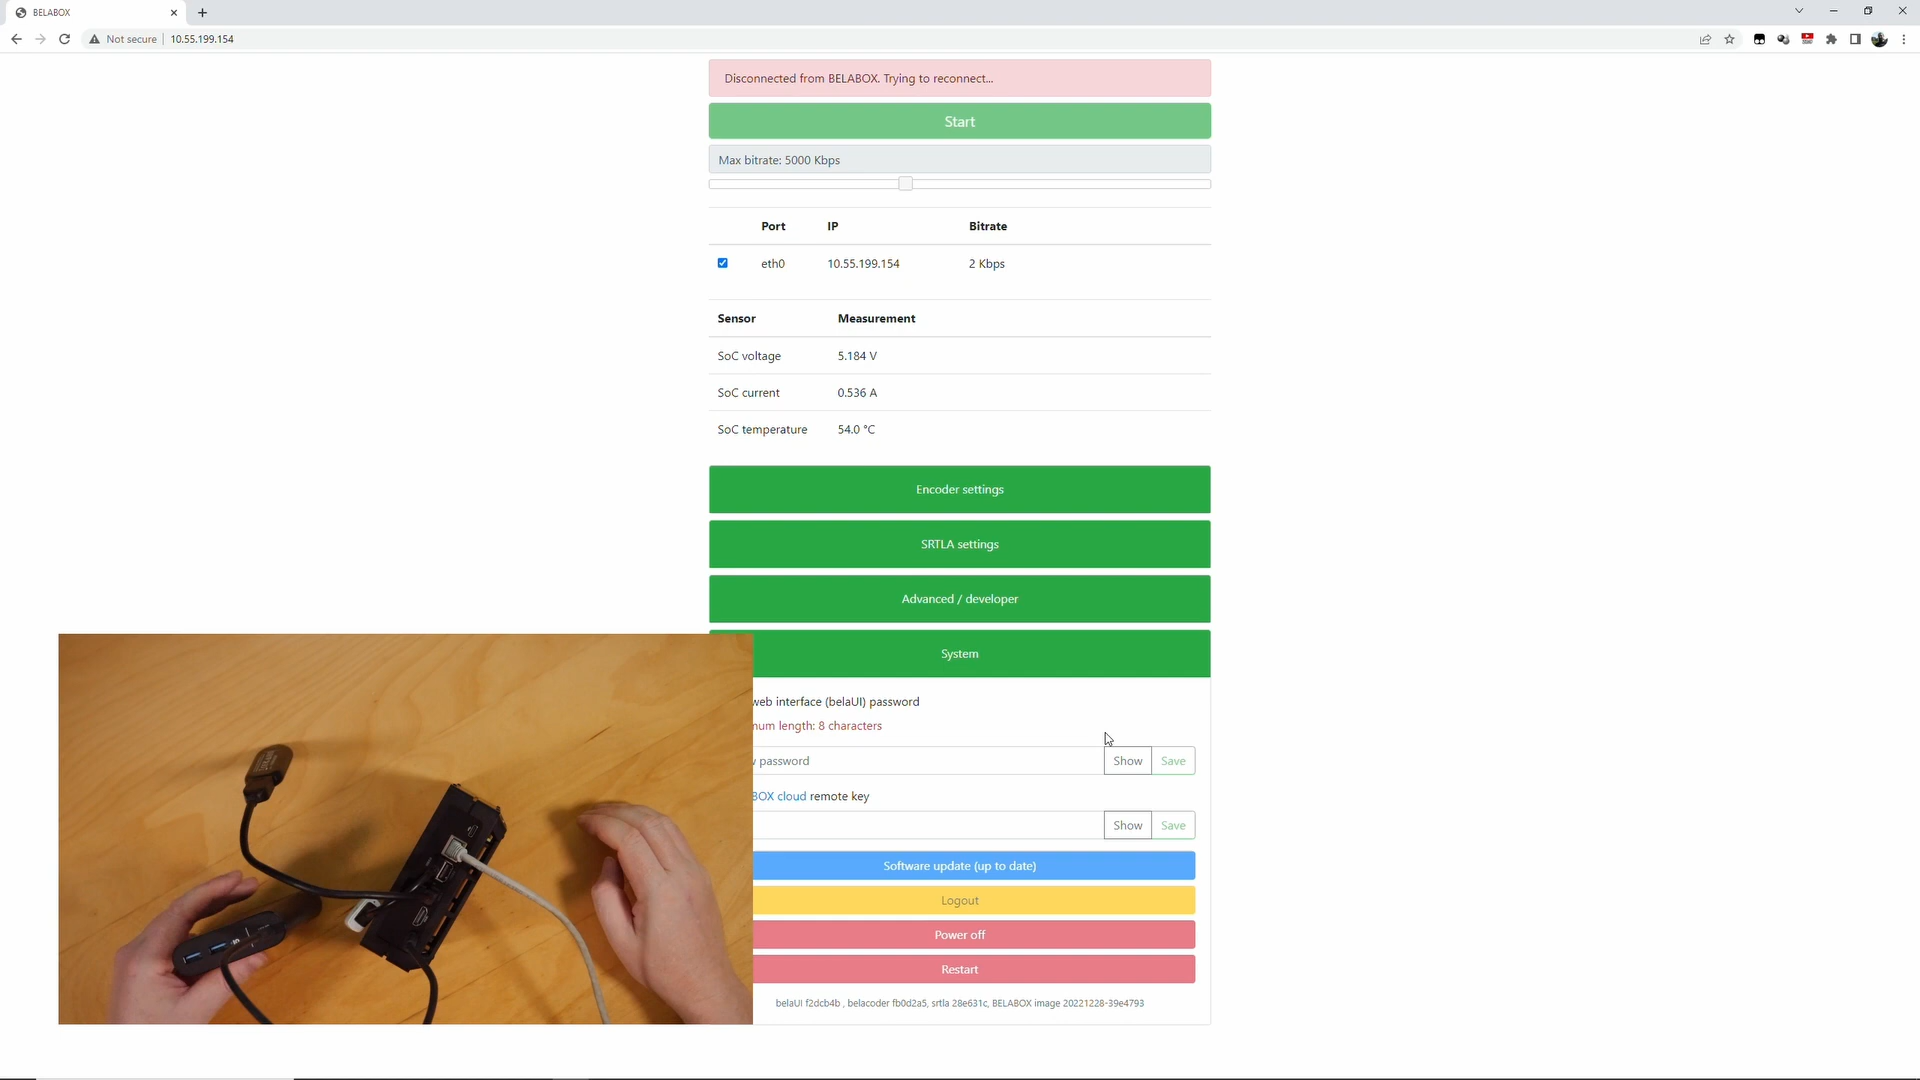 BELABOX
Not secure
10.55.199.154
Disconnected from BELABOX. Trying to reconnect...
Start
Max bitrate: 5000 Kbps
Port IP Bitrate
eth0 10.55.199.154 2 Kbps
Sensor Measurement
SoC voltage 5.184 V
SoC current 0.536 A
SoC temperature 54.0 °C
Encoder settings
SRTLA settings
Advanced / developer
System
web interface (belaUI) password
num length: 8 characters
password
Show Save
BOX cloud remote key
Show Save
Software update (up to date)
Logout
Power off
Restart
belaUI f2dcb4b , belacoder fb0d2a5, srtla 28e631c, BELABOX image 20221228-39e4793